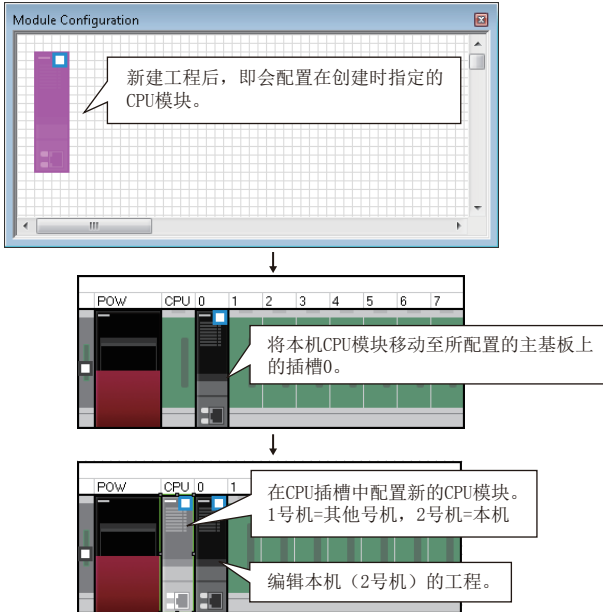 Module Configuration
新建工程后，即会配置在创建时指定的
CPU模块。
POW CPU 0 1 2 3 4 5 6 7
将本机CPU模块移动至所配置的主基板上
的插槽0。
POW CPU 0 1
在CPU插槽中配置新的CPU模块。
1号机=其他号机，2号机=本机
编辑本机（2号机）的工程。